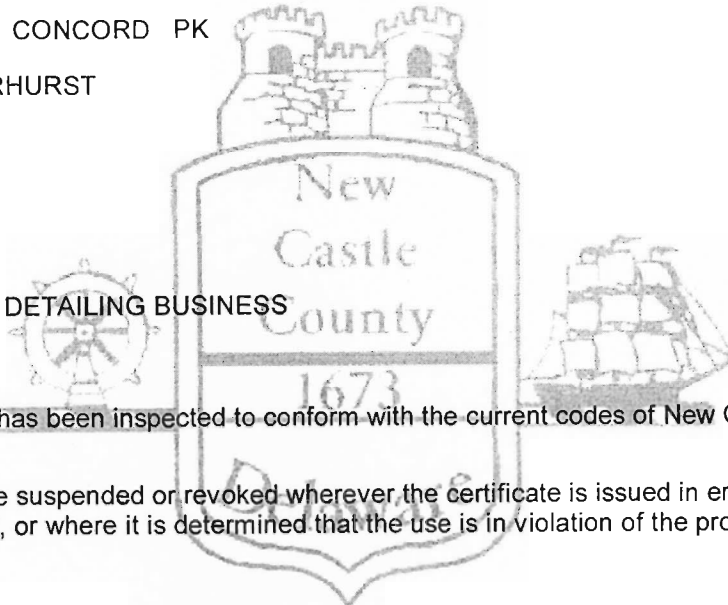 CONCORD PK
RHURST
New
Castle
DETAILING BUSINESS
County
1673
has been inspected to conform with the current codes of New
Delaware
e suspended or revoked wherever the certificate is issued in
, or where it is determined that the use is in violation of the